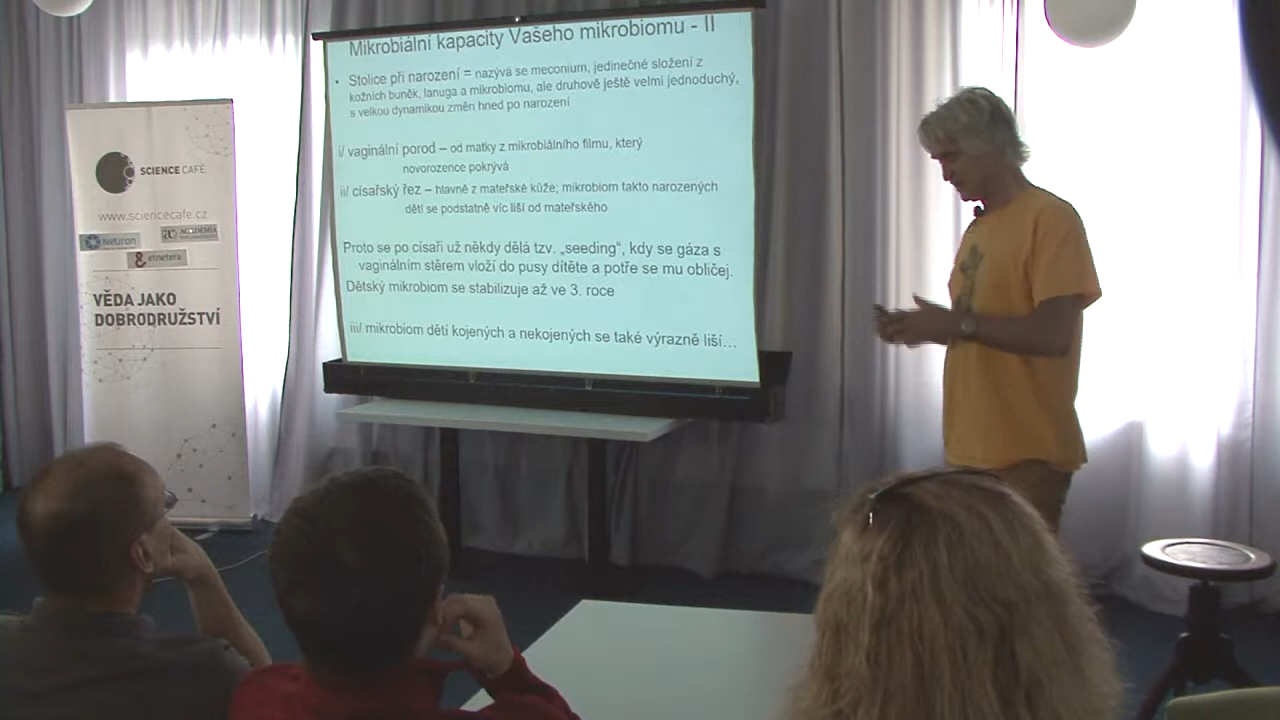 Mikrobiální kapacity Vašeho mikrobiomu - II
• Stolice při narození = nazývá se meconium, jedinečné složení z
kožních buněk, lanuga a mikrobiomu, ale druhově ještě velmi jednoduchý,
s velkou dynamikou změn hned po narození
i/ vaginální porod – od matky z mikrobiálního filmu, který
novorozence pokrývá
ii/ císařský řez – hlavně z mateřské kůže; mikrobiom takto narozených
dětí se podstatně víc liší od mateřského
Proto se po císaři už někdy dělá tzv. „seeding“, kdy se gáza s
vaginálním stěrem vloží do pusy dítěte a potře se mu obličej.
Dětský mikrobiom se stabilizuje až ve 3. roce
iii/ mikrobiom dětí kojených a nekojených se také výrazně liší…
SCIENCE CAFÉ
www.sciencecafe.cz
neuron
ACADEMIA
etnetera
VĚDA JAKO
DOBRODRUŽSTVÍ